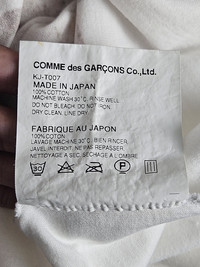 COMME des GARÇONS Co.,Ltd.
KJ-T007
MADE IN JAPAN
100% COTTON
MACHINE WASH 30°C, RINSE WELL
DO NOT BLEACH. DO NOT IRON.
DRY CLEAN, LINE DRY
FABRIQUE AU JAPON
100% COTON
LAVAGE MACHINE 30°C, BIEN RINCER.
JAVEL INTERDIT, NE PAS REPASSER.
NETTOYAGE A SEC, SECHAGE A L'OMBRE
30